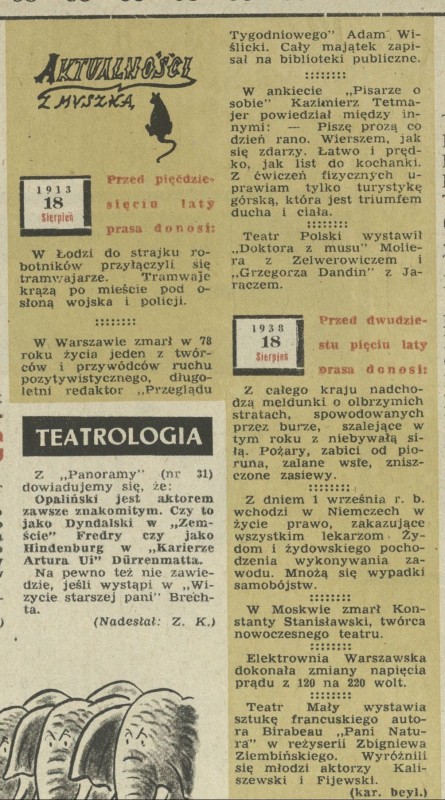 AKTUALNOŚCI
Z MYSZKĄ
1913
18
Sierpień
Przed pięćdzie-
sięciu laty
prasa donosi:
W Łodzi do strajku ro-
botników przyłączyli się
tramwajarze. Tramwaje
krążą po mieście pod o-
słoną wojska i policji.
::::::::
W Warszawie zmarł w 78
roku życia jeden z twór-
ców i przywódców ruchu
pozytywistycznego, długo-
letni redaktor „Przeglądu
Tygodniowego" Adam Wi-
ślicki. Cały majątek zapi-
sał na biblioteki publiczne.
::::::::
W ankiecie „Pisarze o
sobie" Kazimierz Tetma-
jer powiedział między in-
nymi: — Piszę prozą co
dzień rano. Wierszem, jak
się zdarzy. Łatwo i pręd-
ko, jak list do kochanki.
Z ćwiczeń fizycznych u-
prawiam tylko turystykę
górską, która jest triumfem
ducha i ciała.
::::::::
Teatr Polski wystawił
„Doktora z musu" Molie-
ra z Zelwerowiczem i
„Grzegorza Dandin" z Ja-
raczem.
1938
18
Sierpień
Przed dwudzie-
stu pięciu laty
prasa donosi:
Z całego kraju nadcho-
dzą meldunki o olbrzymich
stratach, spowodowanych
przez burze, szalejące w
tym roku z niebywałą si-
łą. Pożary, zabici od pio-
runa, zalane wsfe, znisz-
czone zasiewy.
::::::::
Z dniem 1 września r. b.
wchodzi w Niemczech w
życie prawo, zakazujące
wszystkim lekarzom Ży-
dom i żydowskiego pocho-
dzenia wykonywania za-
wodu. Mnożą się wypadki
samobójstw.
::::::::
W Moskwie zmarł Kon-
stanty Stanisławski, twórca
nowoczesnego teatru.
::::::::
Elektrownia Warszawska
dokonała zmiany napięcia
prądu z 120 na 220 wolt.
::::::::
Teatr Mały wystawia
sztukę francuskiego auto-
ra Birabeau „Pani Natu-
ra" w reżyserii Zbigniewa
Ziembińskiego. Wyróżnili
się młodzi aktorzy Kali-
szewski i Fijewski.
(kar. beyl.)
TEATROLOGIA
Z „Panoramy" (nr 31)
dowiadujemy się, że:
Opaliński jest aktorem
zawsze znakomitym. Czy to
jako Dyndalski w „Zem-
ście" Fredry czy jako
Hindenburg w „Karierze
Artura Ui" Dürrenmatta.
Na pewno też nie zawie-
dzie, jeśli wystąpi w „Wi-
zycie starszej pani" Brech-
ta.
(Nadesłał: Z. K.)